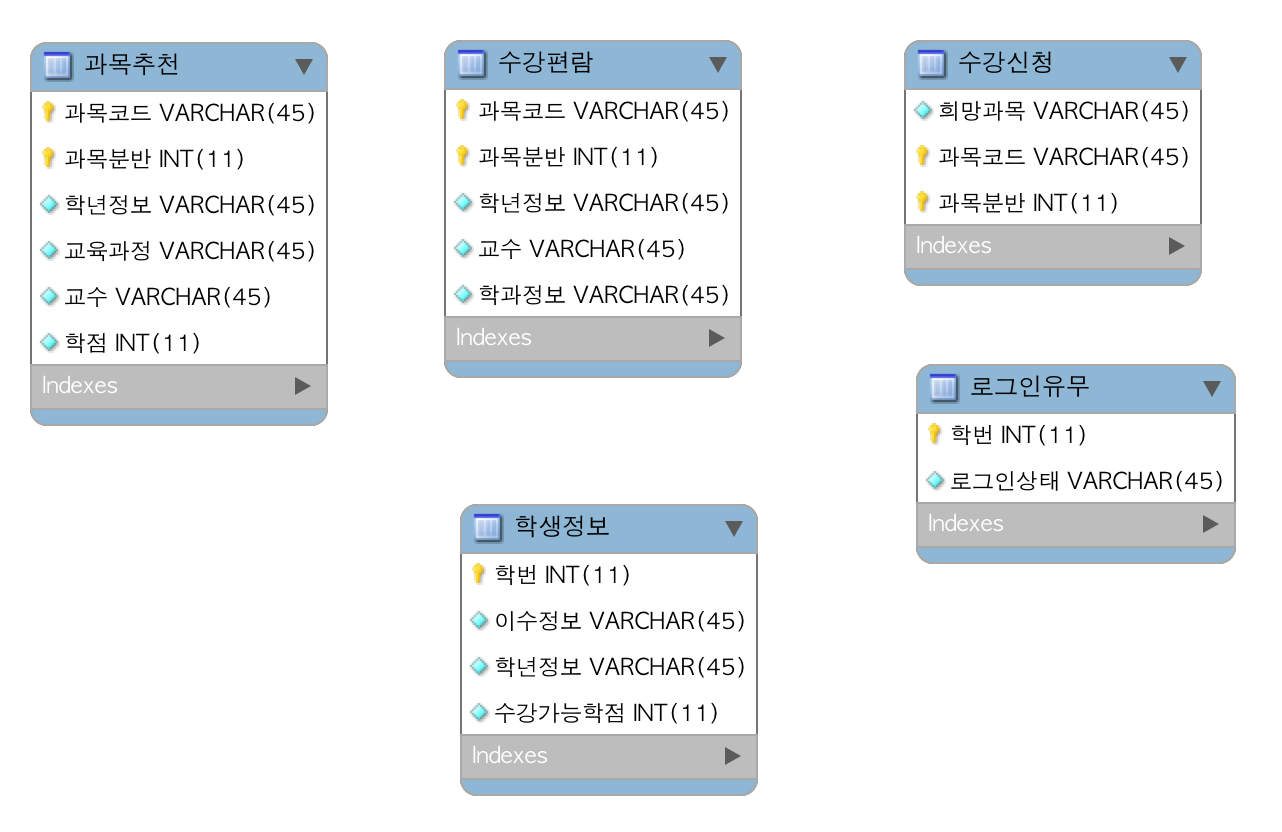 과목추천
과목코드 VARCHAR(45)
과목분반 INT(11)
학년정보 VARCHAR(45)
교육과정 VARCHAR(45)
교수 VARCHAR(45)
학점 INT(11)
Indexes
수강편람
과목코드 VARCHAR(45)
과목분반 INT(11)
학년정보 VARCHAR(45)
교수 VARCHAR(45)
학과정보 VARCHAR(45)
Indexes
수강신청
희망과목 VARCHAR(45)
과목코드 VARCHAR(45)
과목분반 INT(11)
Indexes
로그인유무
학번 INT(11)
로그인상태 VARCHAR(45)
Indexes
학생정보
학번 INT(11)
이수정보 VARCHAR(45)
학년정보 VARCHAR(45)
수강가능학점 INT(11)
Indexes